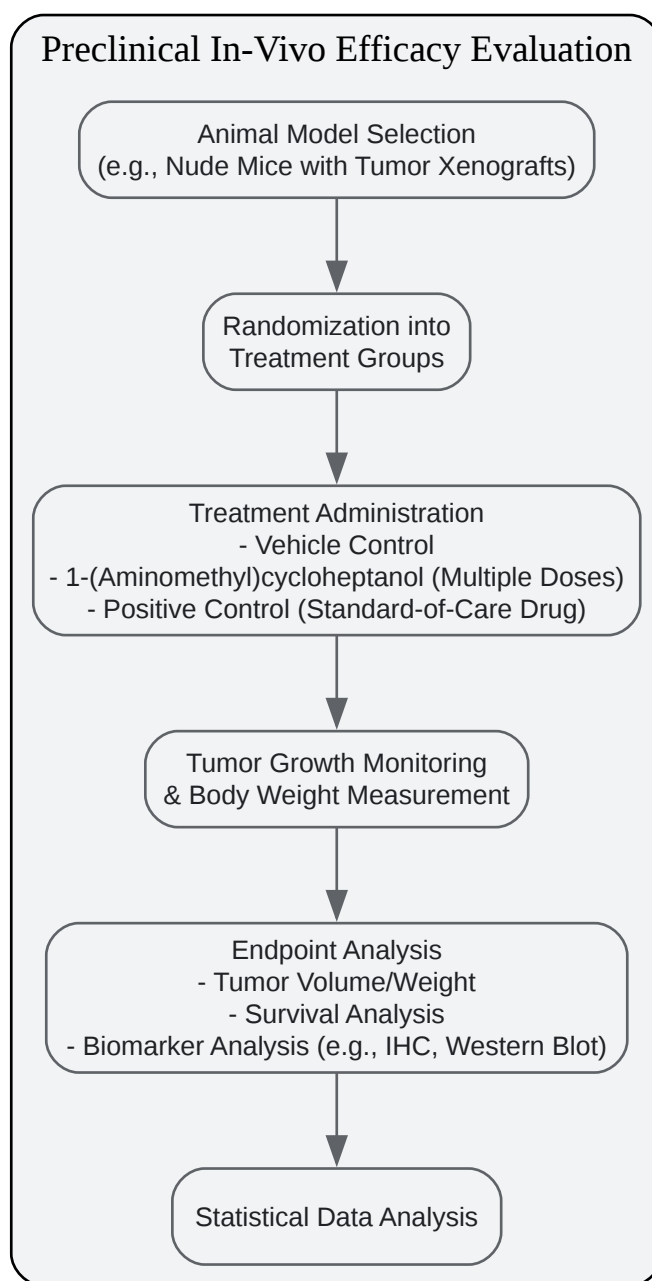 Preclinical In-Vivo Efficacy Evaluation
Animal Model Selection
(e.g., Nude Mice with Tumor Xenografts)
Randomization into
Treatment Groups
Treatment Administration
- Vehicle Control
- 1-(Aminomethyl)cycloheptanol (Multiple Doses)
- Positive Control (Standard-of-Care Drug)
Tumor Growth Monitoring
& Body Weight Measurement
Endpoint Analysis
- Tumor Volume/Weight
- Survival Analysis
- Biomarker Analysis (e.g., IHC, Western Blot)
Statistical Data Analysis